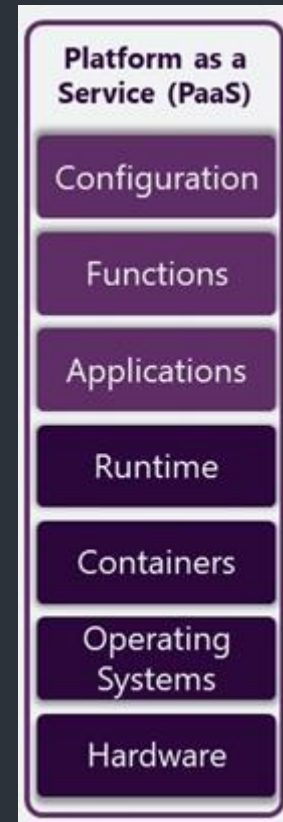 Platform as a
Service (PaaS)
Configuration
Functions
Applications
Runtime
Containers
Operating
Systems
Hardware